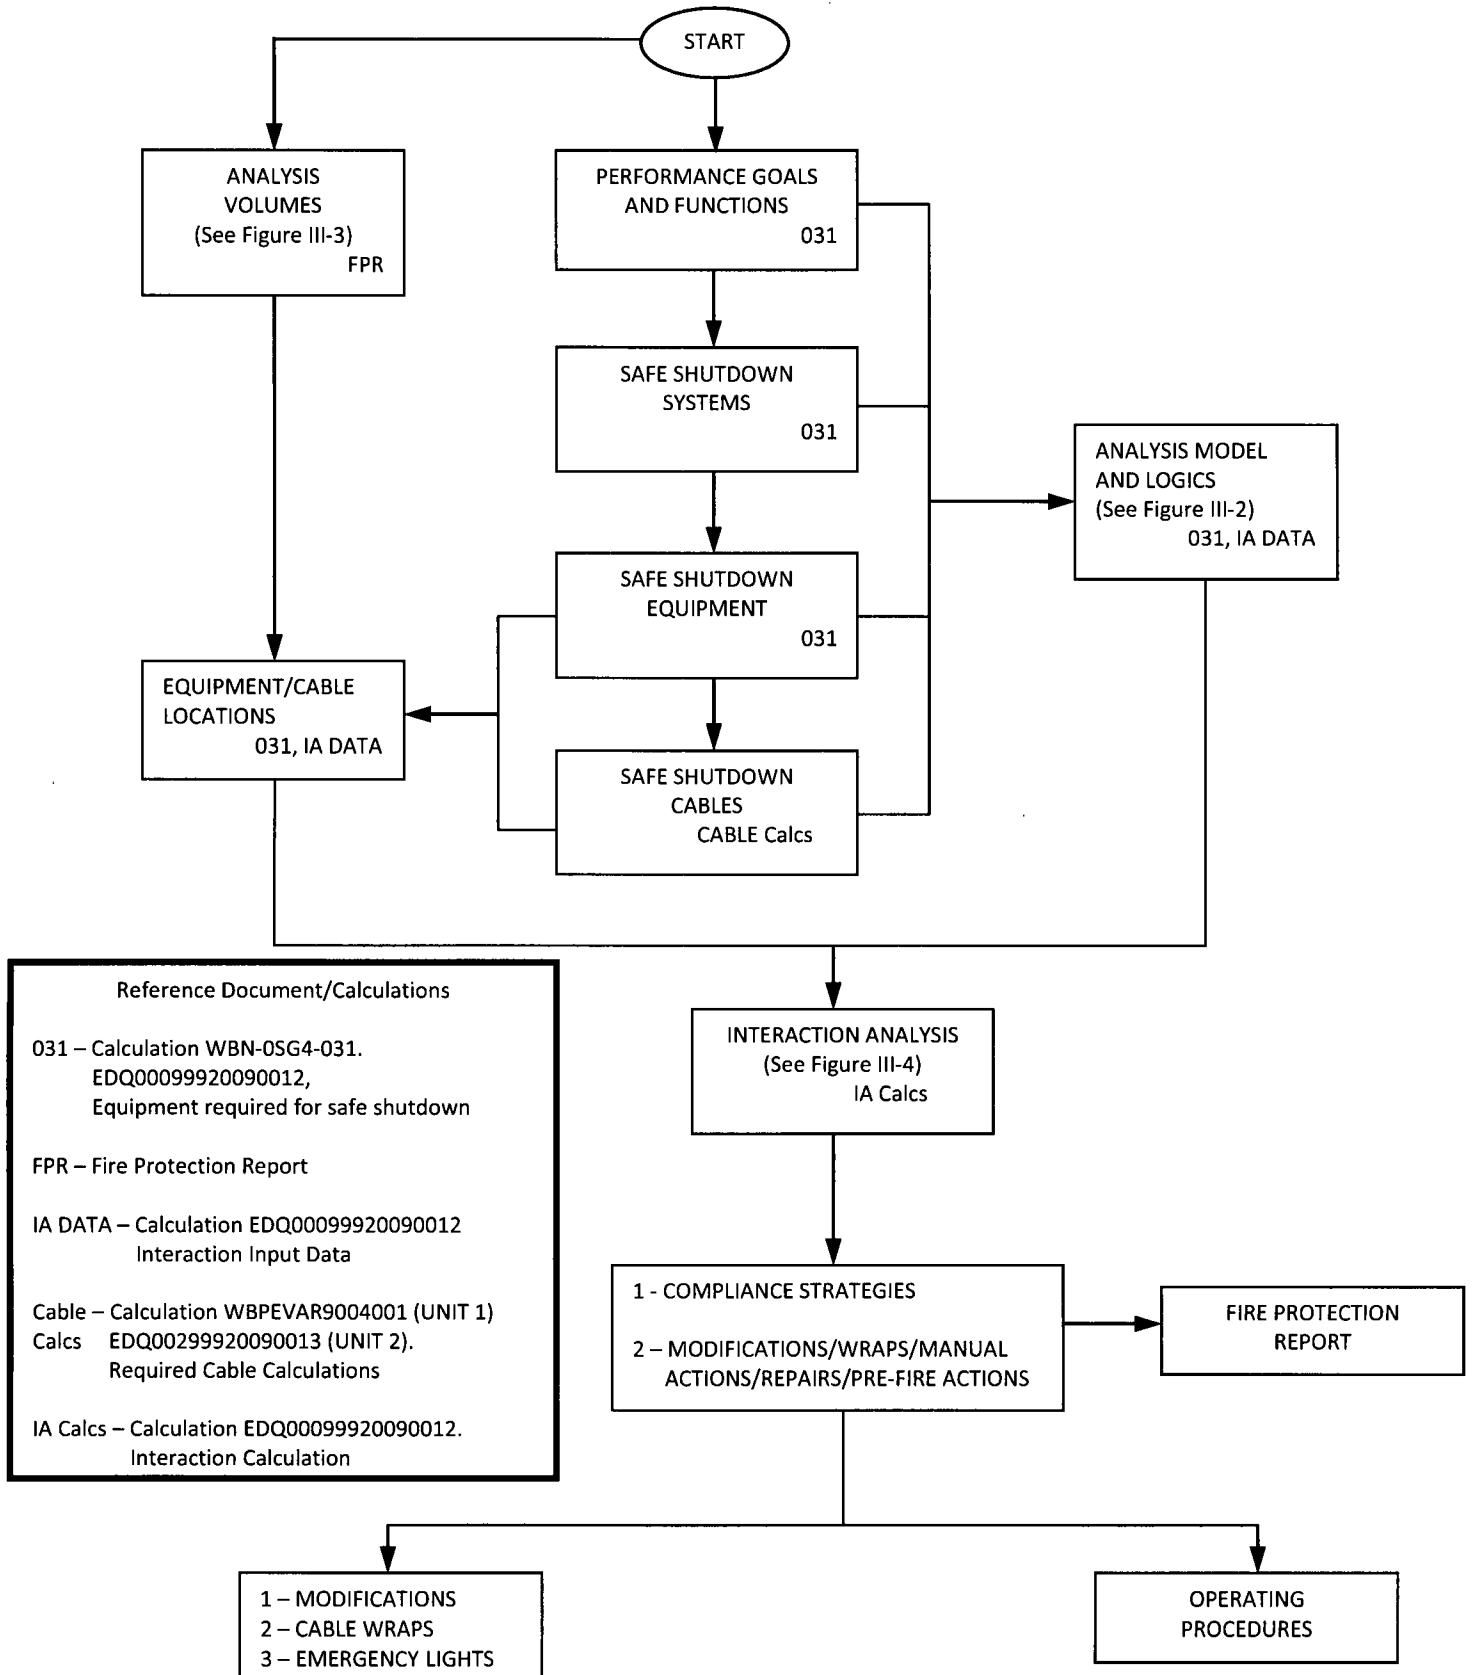 START
ANALYSIS
VOLUMES
(See Figure III-3)
FPR
PERFORMANCE GOALS
AND FUNCTIONS
031
SAFE SHUTDOWN
SYSTEMS
031
ANALYSIS MODEL
AND LOGICS
(See Figure III-2)
031, IA DATA
SAFE SHUTDOWN
EQUIPMENT
031
EQUIPMENT/CABLE
LOCATIONS
031, IA DATA
SAFE SHUTDOWN
CABLES
CABLE Calcs
Reference Document/Calculations
031 – Calculation WBN-0SG4-031.
EDQ00099920090012,
Equipment required for safe shutdown
FPR – Fire Protection Report
IA DATA – Calculation EDQ00099920090012
Interaction Input Data
Cable – Calculation WBPEVAR9004001 (UNIT 1)
Calcs EDQ00299920090013 (UNIT 2).
Required Cable Calculations
IA Calcs – Calculation EDQ00099920090012.
Interaction Calculation
INTERACTION ANALYSIS
(See Figure III-4)
IA Calcs
1 - COMPLIANCE STRATEGIES
2 – MODIFICATIONS/WRAPS/MANUAL
ACTIONS/REPAIRS/PRE-FIRE ACTIONS
FIRE PROTECTION
REPORT
1 – MODIFICATIONS
2 – CABLE WRAPS
3 – EMERGENCY LIGHTS
OPERATING
PROCEDURES